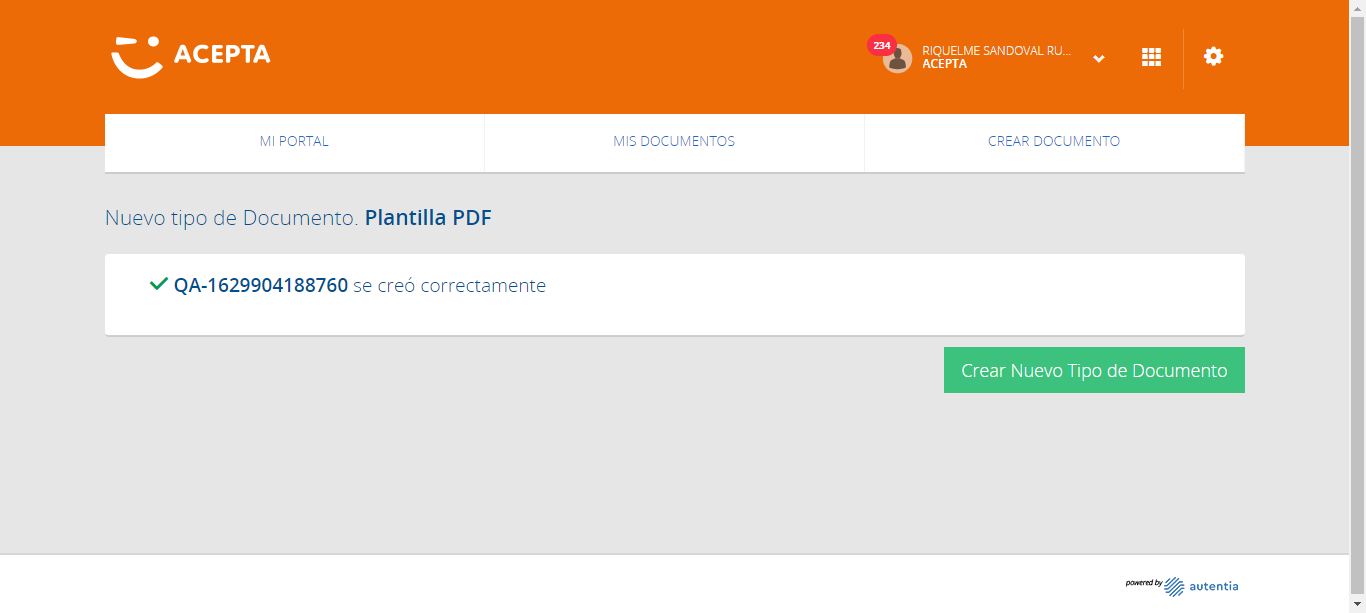 ACEPTA
234
RIQUELME SANDOVAL RU...
ACEPTA
MI PORTAL
MIS DOCUMENTOS
CREAR DOCUMENTO
Nuevo tipo de Documento. Plantilla PDF
QA-1629904188760 se creó correctamente
Crear Nuevo Tipo de Documento
powered by autentia